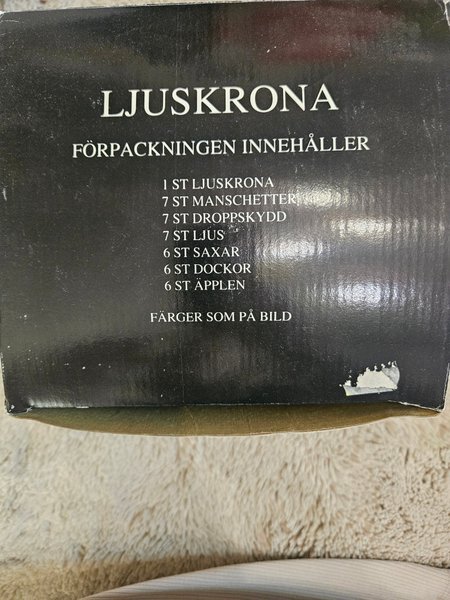 LJUSKRONA
FÖRPACKNINGEN INNEHÅLLER
1 ST LJUSKRONA
7 ST MANSCHETTER
7 ST DROPPSKYDD
7 ST LJUS
6 ST SAXAR
6 ST DOCKOR
6 ST ÄPPLEN
FÄRGER SOM PÅ BILD